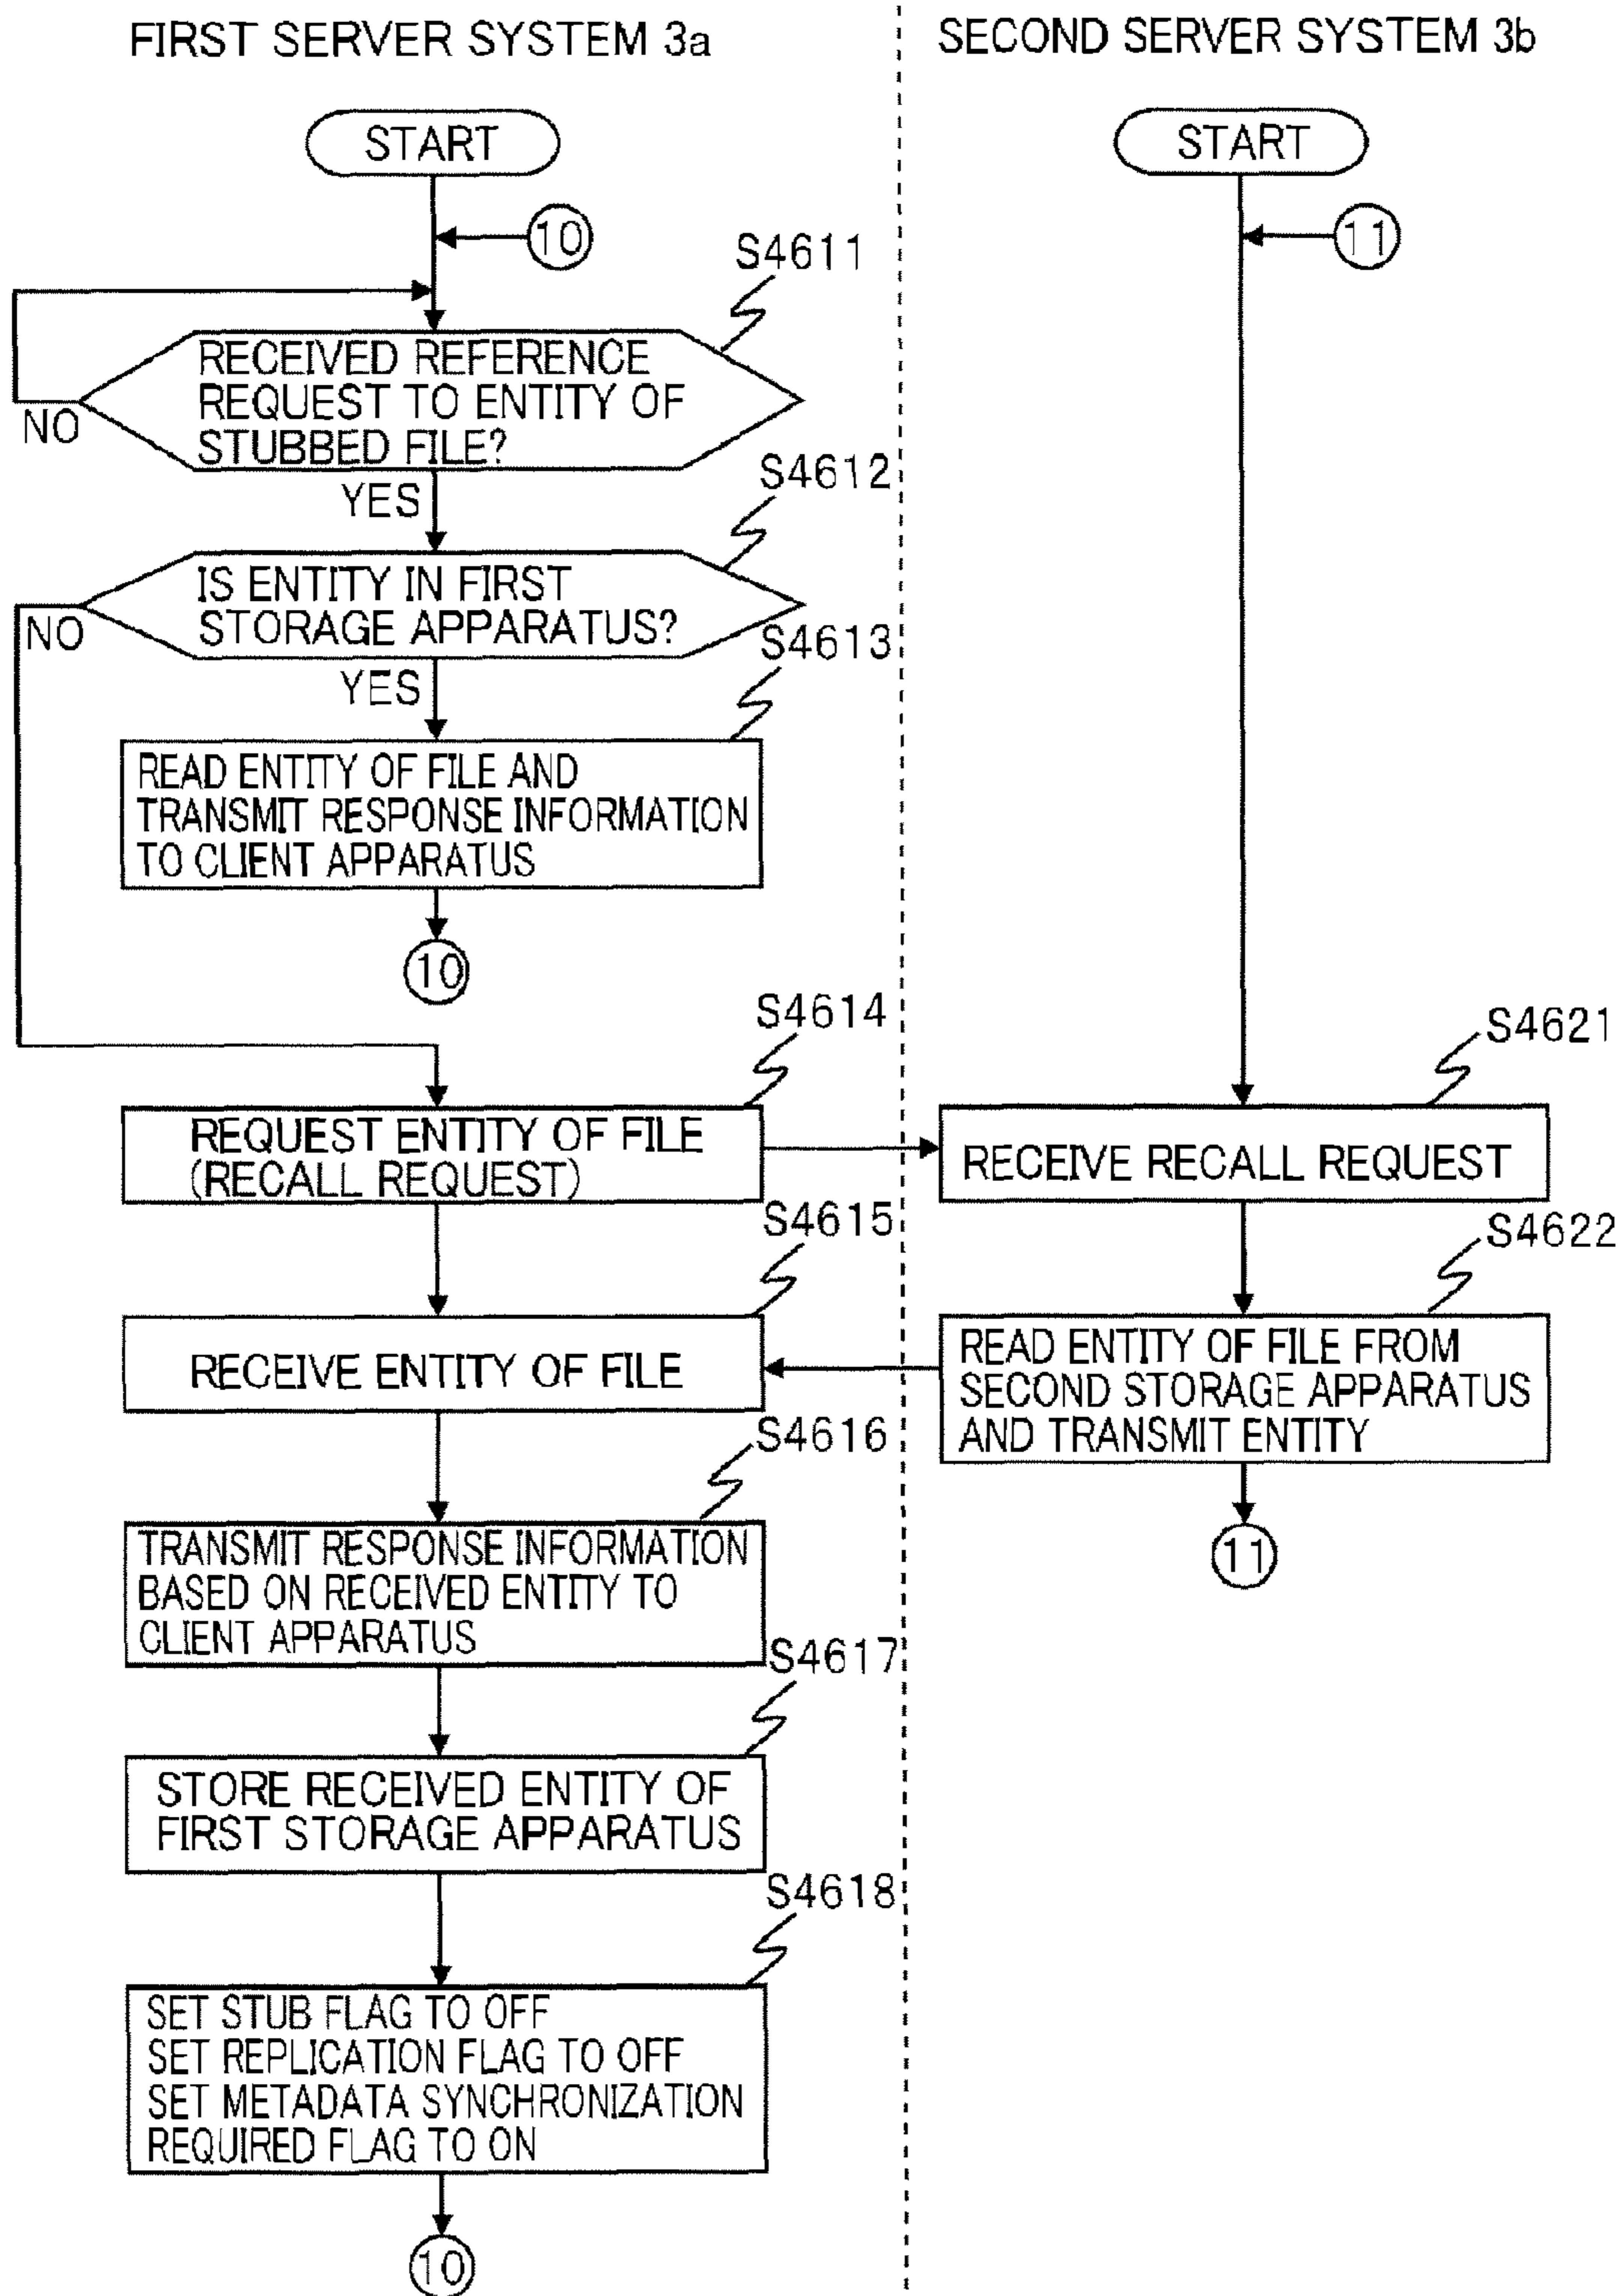 FIRST SERVER SYSTEM 3a
SECOND SERVER SYSTEM 3b
START
START
10
11
S4611
RECEIVED REFERENCE
REQUEST TO ENTITY OF
STUBBED FILE?
NO
YES
S4612
IS ENTITY IN FIRST
STORAGE APPARATUS?
NO
YES
S4613
READ ENTITY OF FILE AND
TRANSMIT RESPONSE INFORMATION
TO CLIENT APPARATUS
10
S4614
REQUEST ENTITY OF FILE
(RECALL REQUEST)
S4621
RECEIVE RECALL REQUEST
S4615
RECEIVE ENTITY OF FILE
S4622
READ ENTITY OF FILE FROM
SECOND STORAGE APPARATUS
AND TRANSMIT ENTITY
11
S4616
TRANSMIT RESPONSE INFORMATION
BASED ON RECEIVED ENTITY TO
CLIENT APPARATUS
S4617
STORE RECEIVED ENTITY OF
FIRST STORAGE APPARATUS
S4618
SET STUB FLAG TO OFF
SET REPLICATION FLAG TO OFF
SET METADATA SYNCHRONIZATION
REQUIRED FLAG TO ON
10